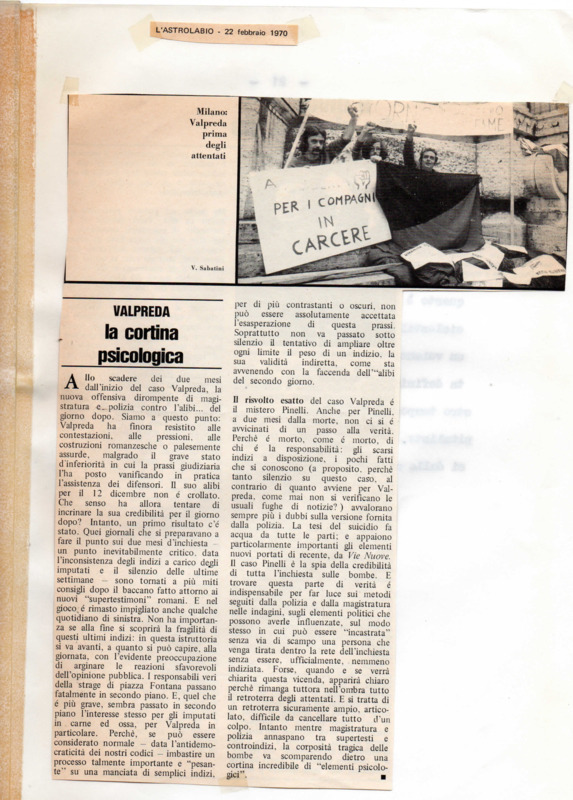 L'ASTROLABIO - 22 febbraio 1970
Milano:
Valpreda
prima
degli
attentati
V. Sabatini
A
PER I COMPAGNI
IN
CARCERE
VALPREDA
la cortina
psicologica
Allo scadere dei due mesi
dall'inizio del caso Valpreda, la
nuova offensiva dirompente di magi-
stratura e polizia contro l'alibi... del
giorno dopo. Siamo a questo punto:
Valpreda ha finora resistito alle
contestazioni, alle pressioni, alle
costruzioni romanzesche o palesemente
assurde, malgrado il grave stato
d'inferiorità in cui la prassi giudiziaria
l'ha posto vanificando in pratica
l'assistenza dei difensori. Il suo alibi
per il 12 dicembre non é crollato.
Che senso ha allora tentare di
incrinare la sua credibilità per il giorno
dopo? Intanto, un primo risultato c'é
stato. Quei giornali che si preparavano a
fare il punto sui due mesi d'inchiesta –
un punto inevitabilmente critico, data
l'inconsistenza degli indizi a carico degli
imputati e il silenzio delle ultime
settimane – sono tornati a più miti
consigli dopo il baccano fatto attorno ai
nuovi "supertestimoni" romani. E nel
gioco é rimasto impigliato anche qualche
quotidiano di sinistra. Non ha importan-
za se alla fine si scoprirà la fragilità di
questi ultimi indizi: in questa istruttoria
si va avanti, a quanto si può capire, alla
giornata, con l'evidente preoccupazione
di arginare le reazioni sfavorevoli
dell'opinione pubblica. I responsabili veri
della strage di piazza Fontana passano
fatalmente in secondo piano. E, quel che
é più grave, sembra passato in secondo
piano l'interesse stesso per gli imputati
in carne ed ossa, per Valpreda in
particolare. Perchè, se può essere
considerato normale – data l'antidemo-
craticità dei nostri codici – imbastire un
processo talmente importante e "pesan-
te" su una manciata di semplici indizi,
per di più contrastanti o oscuri, non
può essere assolutamente accettata
l'esasperazione di questa prassi.
Soprattutto non va passato sotto
silenzio il tentativo di ampliare oltre
ogni limite il peso di un indizio, la
sua validità indiretta, come sta
avvenendo con la faccenda dell'"alibi
del secondo giorno.
Il risvolto esatto del caso Valpreda é
il mistero Pinelli. Anche per Pinelli,
a due mesi dalla morte, non ci si é
avvicinati di un passo alla verità.
Perchè é morto, come é morto, di
chi é la responsabilità: gli scarsi
indizi a disposizione, i pochi fatti
che si conoscono (a proposito, perchè
tanto silenzio su questo caso, al
contrario di quanto avviene per Val-
preda, come mai non si verificano le
usuali fughe di notizie?) avvalorano
sempre più i dubbi sulla versione fornita
dalla polizia. La tesi del suicidio fa
acqua da tutte le parti; e appaiono
particolarmente importanti gli elementi
nuovi portati di recente, da Vie Nuove.
Il caso Pinelli é la spia della credibilità
di tutta l'inchiesta sulle bombe. E
trovare questa parte di verità é
indispensabile per far luce sui metodi
seguiti dalla polizia e dalla magistratura
nelle indagini, sugli elementi politici che
possono averle influenzate, sul modo
stesso in cui può essere "incastrata"
senza via di scampo una persona che
venga tirata dentro la rete dell'inchiesta
senza essere, ufficialmente, nemmeno
indiziata. Forse, quando e se verrà
chiarita questa vicenda, apparirà chiaro
perchè rimanga tuttora nell'ombra tutto
il retroterra degli attentati. E si tratta di
un retroterra sicuramente ampio, artico-
lato, difficile da cancellare tutto d'un
colpo. Intanto mentre magistratura e
polizia annaspano tra supertesti e
controindizi, la corposità tragica delle
bombe va scomparendo dietro una
cortina incredibile di "elementi psicolo-
gici".